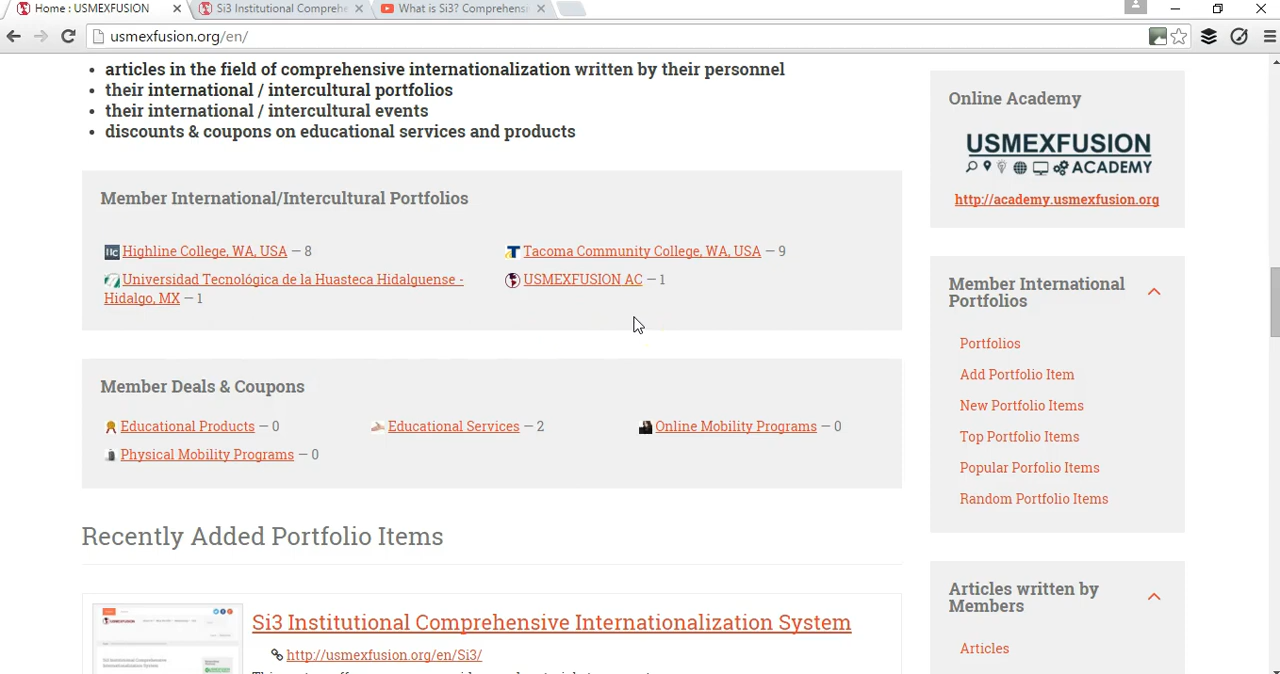 Home : USMEXFUSION
Si3 Institutional Comprehe
What is Si3? Comprehens
usmexfusion.org/en/
• articles in the field of comprehensive internationalization written by their personnel
• their international / intercultural portfolios
• their international / intercultural events
• discounts & coupons on educational services and products
Member International/Intercultural Portfolios
Highline College, WA, USA — 8
Tacoma Community College, WA, USA — 9
Universidad Tecnológica de la Huasteca Hidalguense -
Hidalgo, MX — 1
USMEXFUSION AC — 1
Member Deals & Coupons
Educational Products — 0
Educational Services — 2
Online Mobility Programs — 0
Physical Mobility Programs — 0
Recently Added Portfolio Items
Si3 Institutional Comprehensive Internationalization System
http://usmexfusion.org/en/Si3/
Online Academy
USMEXFUSION
ACADEMY
http://academy.usmexfusion.org
Member International
Portfolios
Portfolios
Add Portfolio Item
New Portfolio Items
Top Portfolio Items
Popular Porfolio Items
Random Portfolio Items
Articles written by
Members
Articles